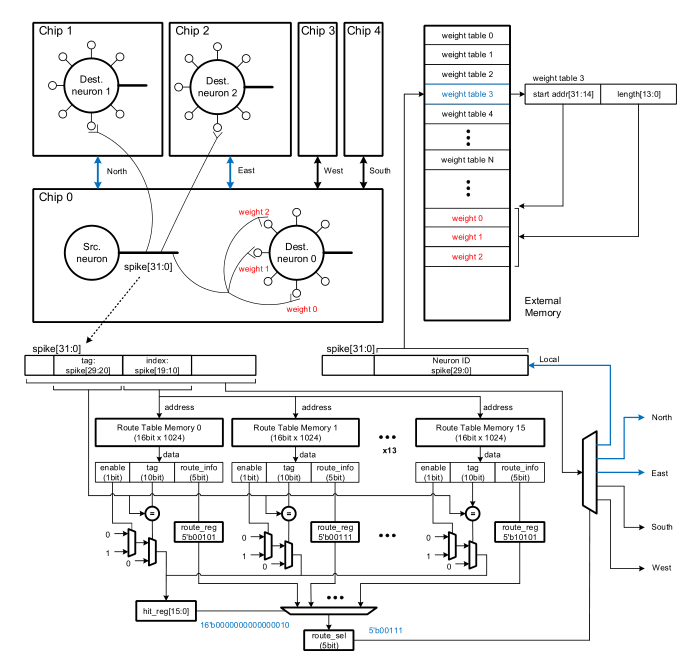 Chip 1
Chip 2
Chip 3
Chip 4
Dest.
neuron 1
Dest.
neuron 2
North
East
West
South
Chip 0
Src.
neuron
spike[31:0]
weight 2
weight 1
weight 0
Dest.
neuron 0
weight table 0
weight table 1
weight table 2
weight table 3
weight table 4
weight table N
weight 0
weight 1
weight 2
External
Memory
weight table 3
start addr[31:14]
length[13:0]
spike[31:0]
tag:
spike[29:20]
index:
spike[19:10]
spike[31:0]
Neuron ID
spike[29:0]
Local
North
East
South
West
address
address
address
Route Table Memory 0
(16bit x 1024)
Route Table Memory 1
(16bit x 1024)
x13
Route Table Memory 15
(16bit x 1024)
data
data
data
enable
(1bit)
tag
(10bit)
route_info
(5bit)
enable
(1bit)
tag
(10bit)
route_info
(5bit)
enable
(1bit)
tag
(10bit)
route_info
(5bit)
=
=
=
0
1
0
0
1
0
0
1
0
route_reg
5'b00101
route_reg
5'b00111
route_reg
5'b10101
hit_reg[15:0]
16'b0000000000000010
route_sel
(5bit)
5'b00111